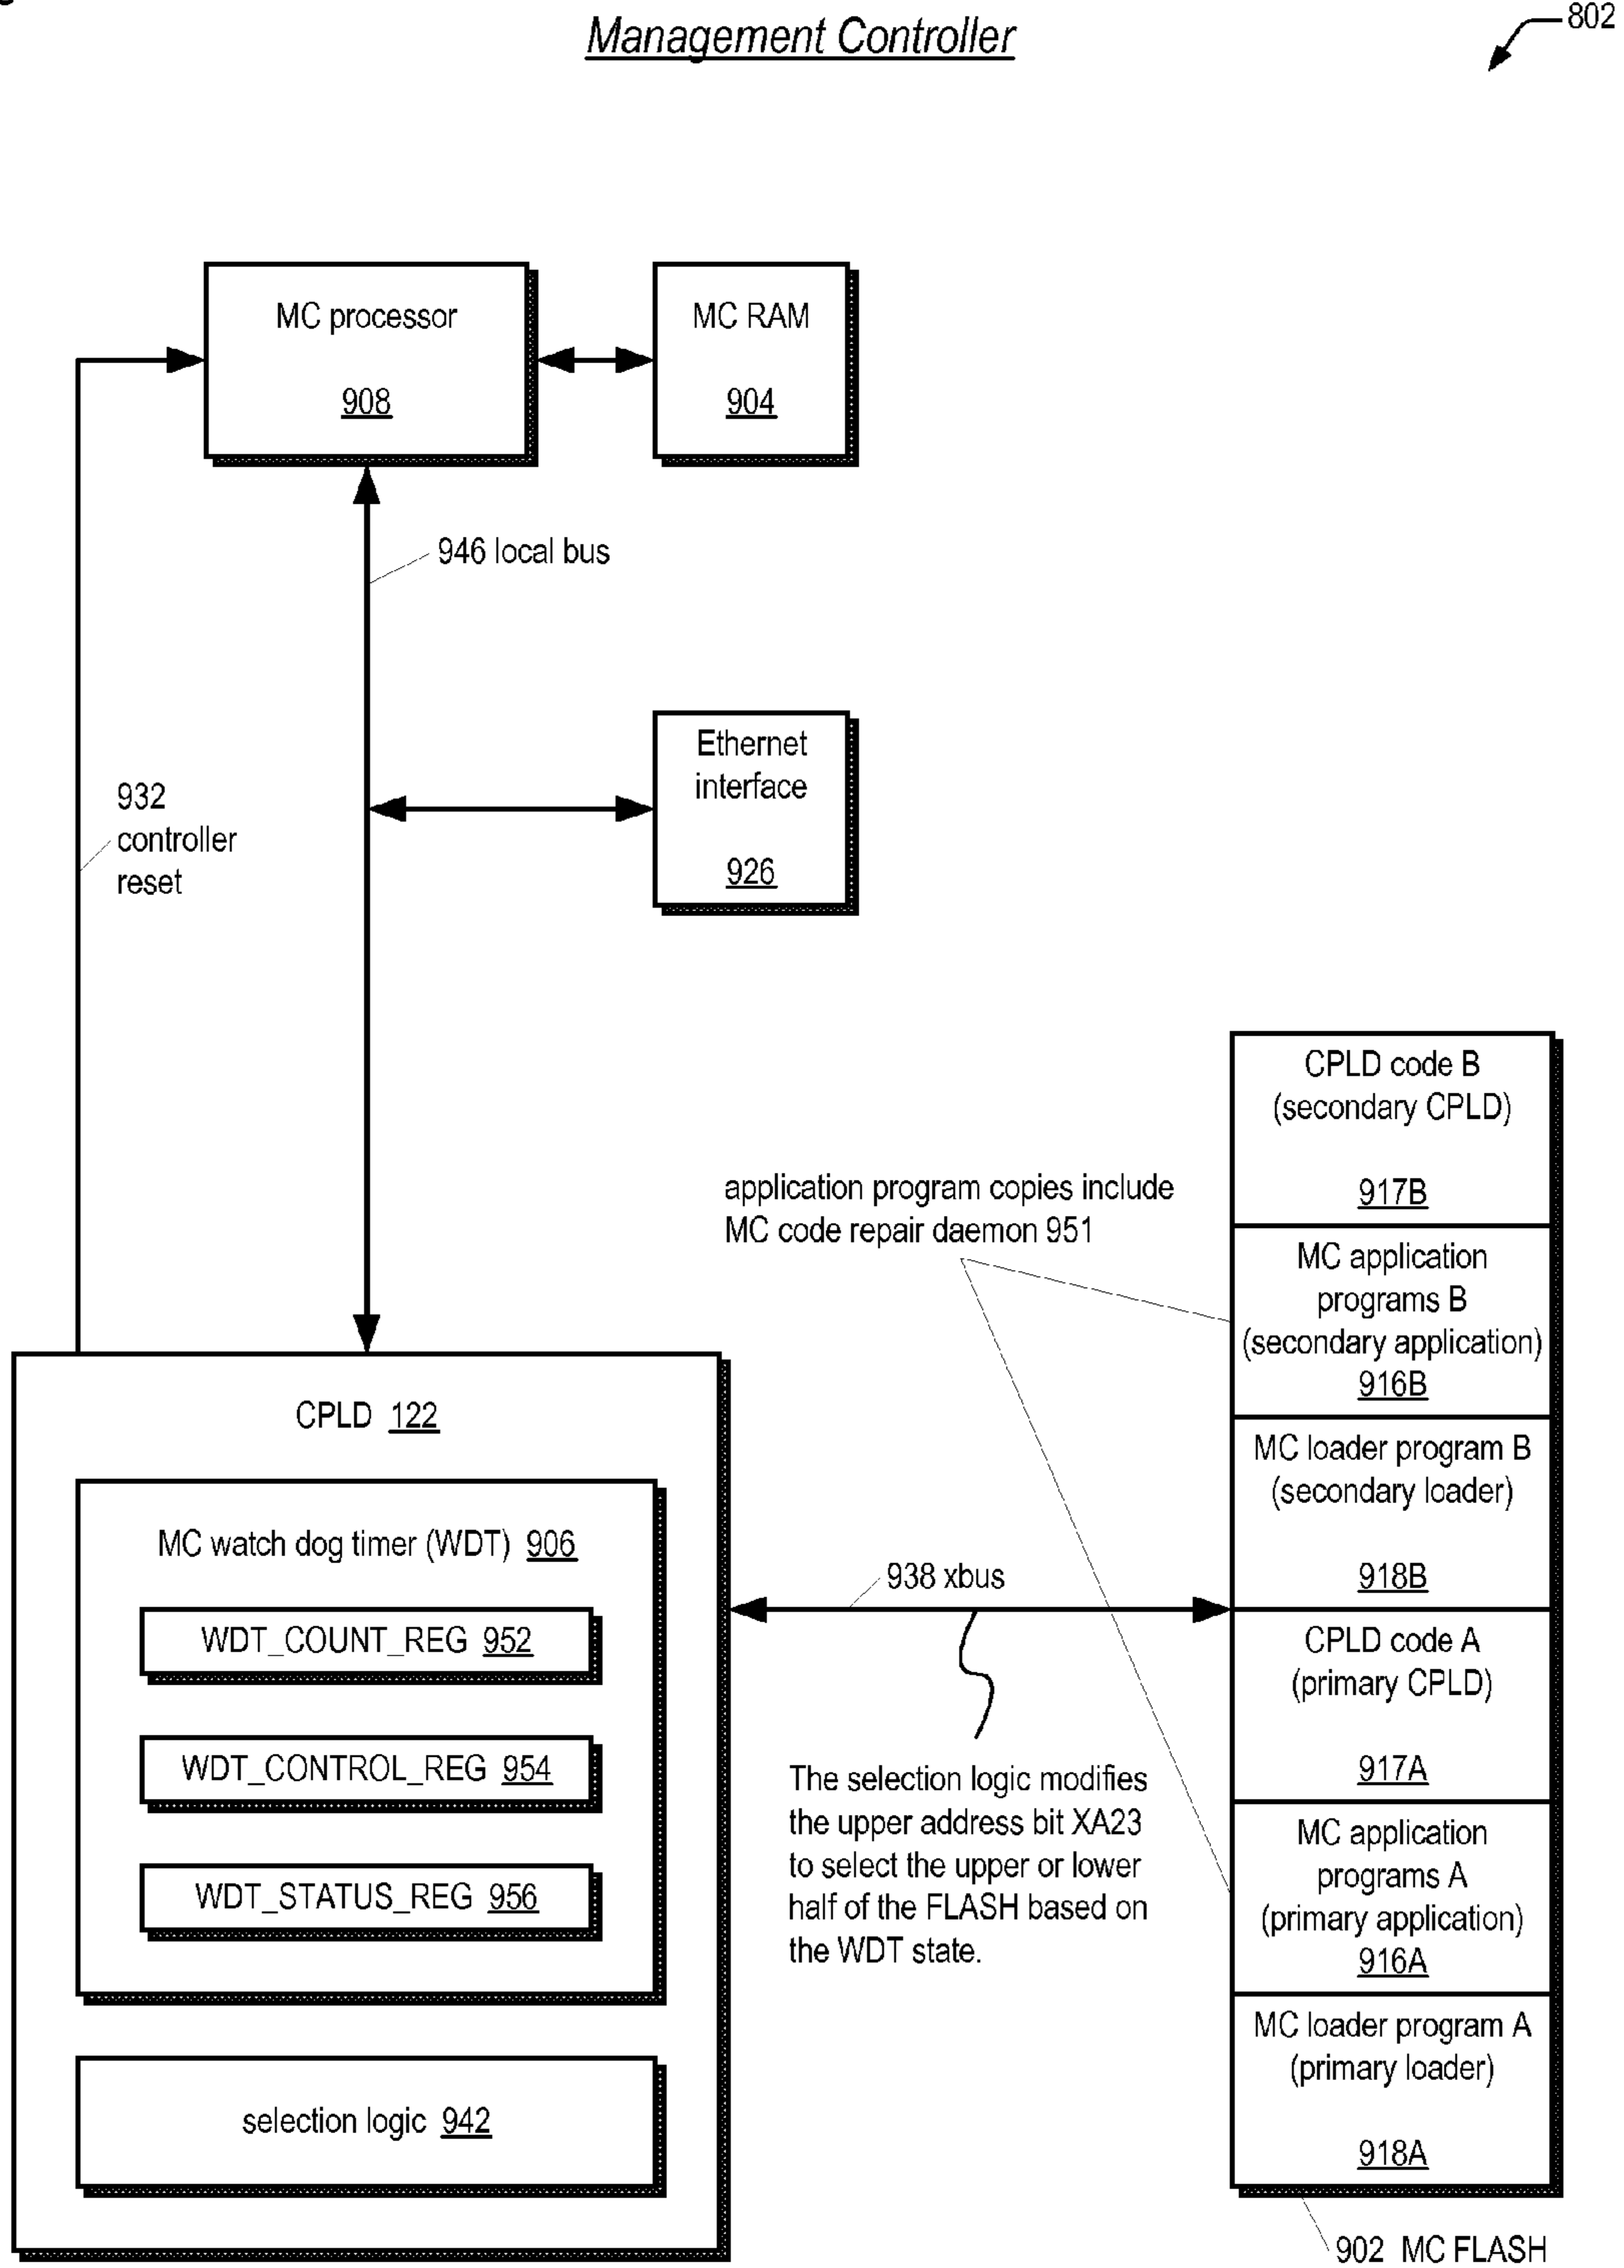 Management Controller
802
MC processor
908
MC RAM
904
946 local bus
Ethernet
interface
926
932
controller
reset
CPLD code B
(secondary CPLD)
917B
application program copies include
MC code repair daemon 951
MC application
programs B
(secondary application)
916B
CPLD 122
MC loader program B
(secondary loader)
918B
MC watch dog timer (WDT) 906
938 xbus
WDT_COUNT_REG 952
CPLD code A
(primary CPLD)
917A
WDT_CONTROL_REG 954
The selection logic modifies
the upper address bit XA23
to select the upper or lower
half of the FLASH based on
the WDT state.
MC application
programs A
(primary application)
916A
WDT_STATUS_REG 956
MC loader program A
(primary loader)
918A
selection logic 942
902 MC FLASH